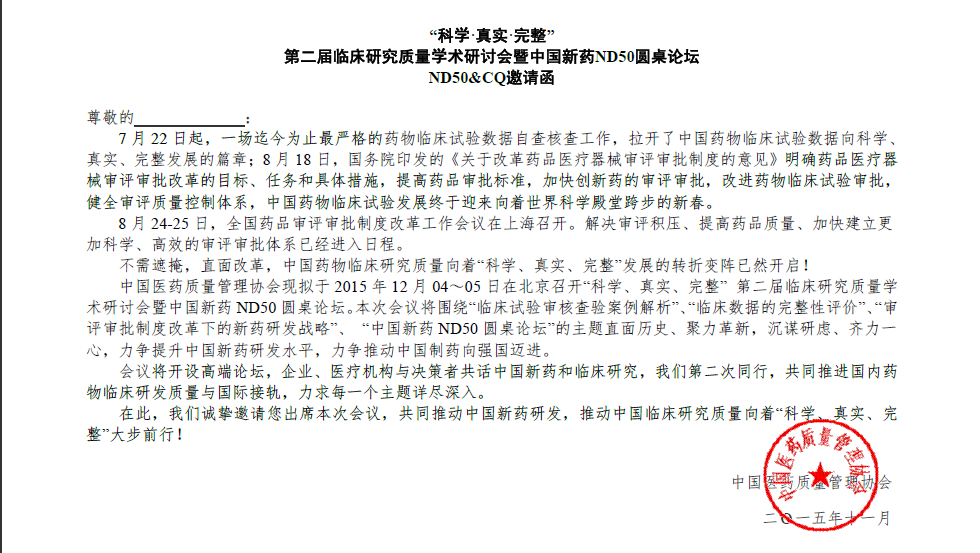 “科学·真实·完整”
第二届临床研究质量学术研讨会暨中国新药ND50圆桌论坛
ND50&CQ邀请函
尊敬的____________：
7 月 22 日起，一场迄今为止最严格的药物临床试验数据自查核查工作，拉开了中国药物临床试验数据向科学、
真实、完整发展的篇章；8 月 18 日，国务院印发的《关于改革药品医疗器械审评审批制度的意见》明确药品医疗器
械审评审批改革的目标、任务和具体措施，提高药品审批标准，加快创新药的审评审批，改进药物临床试验审批，
健全审评质量控制体系，中国药物临床试验发展终于迎来向着世界科学殿堂跨步的新春。
8 月 24-25 日，全国药品审评审批制度改革工作会议在上海召开。解决审评积压、提高药品质量、加快建立更
加科学、高效的审评审批体系已经进入日程。
不需遮掩，直面改革，中国药物临床研究质量向着“科学、真实、完整”发展的转折变阵已然开启！
中国医药质量管理协会现拟于 2015 年 12 月 04～05 日在北京召开“科学、真实、完整” 第二届临床研究质量学
术研讨会暨中国新药 ND50 圆桌论坛。本次会议将围绕“临床试验审核查验案例解析”、“临床数据的完整性评价”、“审
评审批制度改革下的新药研发战略”、 “中国新药 ND50 圆桌论坛”的主题直面历史、聚力革新，沉谋研虑、齐力一
心，力争提升中国新药研发水平，力争推动中国制药向强国迈进。
会议将开设高端论坛，企业、医疗机构与决策者共话中国新药和临床研究，我们第二次同行，共同推进国内药
物临床研发质量与国际接轨，力求每一个主题详尽深入。
在此，我们诚挚邀请您出席本次会议，共同推动中国新药研发，推动中国临床研究质量向着“科学、真实、完
整”大步前行！
中国医药质量管理协会
中国医药质量管理协会
二〇一五年十一月